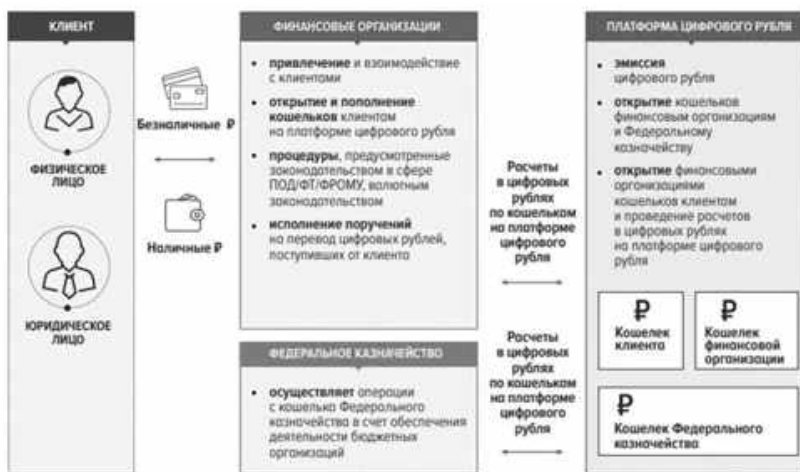 КЛИЕНТ
ФИЗИЧЕСКОЕ
ЛИЦО
ЮРИДИЧЕСКОЕ
ЛИЦО
Безналичные ₽
Наличные ₽
ФИНАНСОВЫЕ ОРГАНИЗАЦИИ
• привлечение и взаимодействие
с клиентами
• открытие и пополнение
кошельков клиентам
на платформе цифрового рубля
• процедуры, предусмотренные
законодательством в сфере
ПОД/ФТ/ФРОМУ, валютным
законодательством
• исполнение поручений
на перевод цифровых рублей,
поступивших от клиента
ФЕДЕРАЛЬНОЕ КАЗНАЧЕЙСТВО
• осуществляет операции
с кошелька Федерального
казначейства в счет обеспечения
деятельности бюджетных
организаций
Расчеты
в цифровых
рублях
по кошелькам
на платформе
цифрового
рубля
Расчеты
в цифровых
рублях
по кошелькам
на платформе
цифрового
рубля
ПЛАТФОРМА ЦИФРОВОГО РУБЛЯ
• эмиссия
цифрового рубля
• открытие кошельков
финансовым организациям
и Федеральному
казначейству
• открытие финансовыми
организациями
кошельков клиентам
и проведение расчетов
в цифровых рублях
на платформе цифрового
рубля
₽
Кошелек
клиента
₽
Кошелек
финансовой
организации
₽
Кошелек Федерального
казначейства